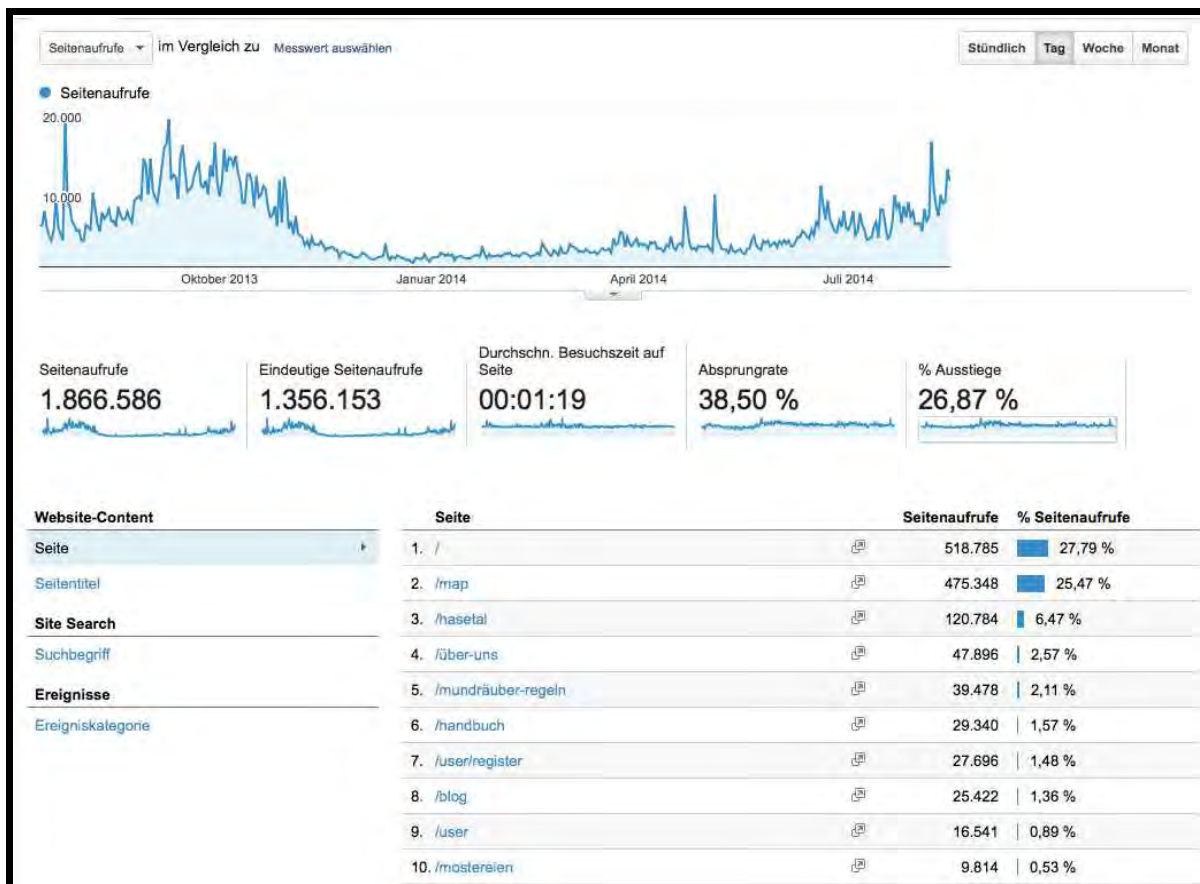 Seitenaufrufe im Vergleich zu Messwert auswählen Stündlich Tag Woche Monat
Seitenaufrufe
20.000
10.000
Oktober 2013 Januar 2014 April 2014 Juli 2014
Seitenaufrufe
1.866.586
Eindeutige Seitenaufrufe
1.356.153
Durchschn. Besuchszeit auf
Seite
00:01:19
Absprungrate
38,50 %
% Ausstiege
26,87 %
Website-Content
Seite
Seitentitel
Site Search
Suchbegriff
Ereignisse
Ereigniskategorie
Seite Seitenaufrufe % Seitenaufrufe
1. / 518.785 27,79 %
2. /map 475.348 25,47 %
3. /hasetal 120.784 6,47 %
4. /über-uns 47.896 2,57 %
5. /mundräuber-regeln 39.478 2,11 %
6. /handbuch 29.340 1,57 %
7. /user/register 27.696 1,48 %
8. /blog 25.422 1,36 %
9. /user 16.541 0,89 %
10. /mostereien 9.814 0,53 %